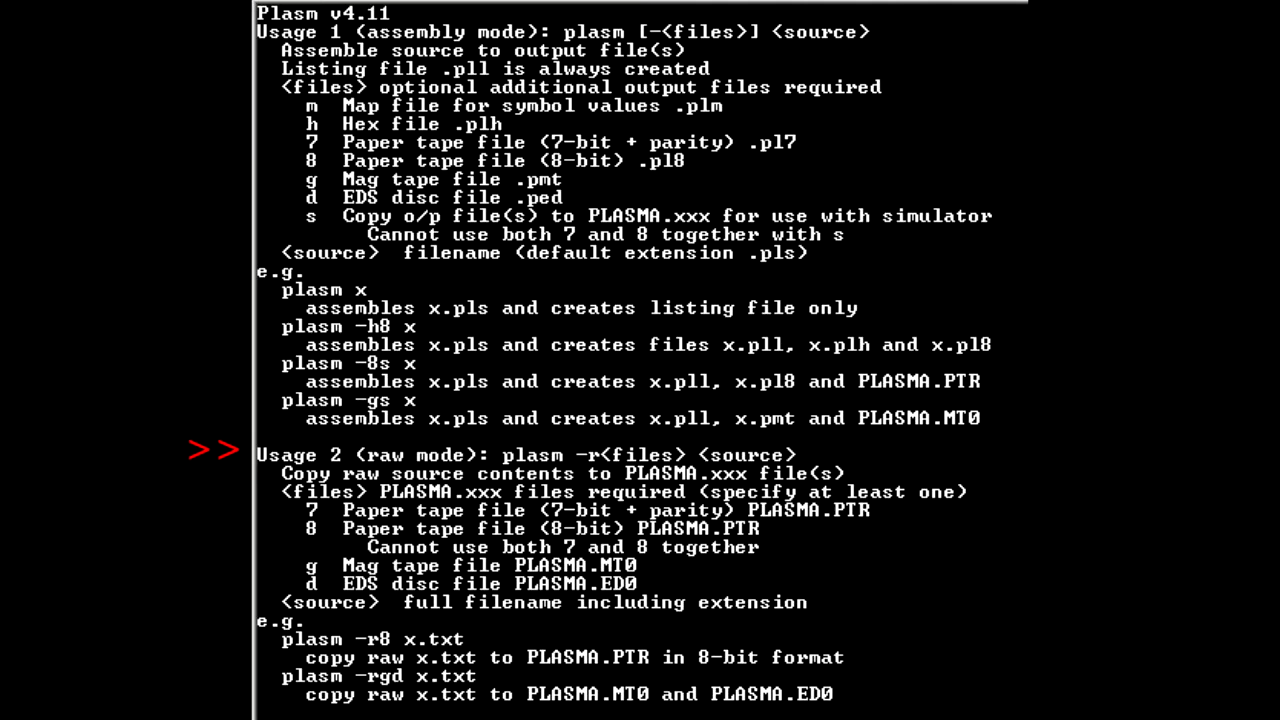 Plasm v4.11
Usage 1 (assembly mode): plasm [-<files>] <source>
Assemble source to output file(s)
Listing file .pll is always created
<files> optional additional output files required
m Map file for symbol values .plm
h Hex file .plh
7 Paper tape file (7-bit + parity) .pl7
8 Paper tape file (8-bit) .pl8
g Mag tape file .pmt
d EDS disc file .ped
s Copy o/p file(s) to PLASMA.xxx for use with simulator
Cannot use both 7 and 8 together with s
<source> filename (default extension .pls)
e.g.
plasm x
assembles x.pls and creates listing file only
plasm -h8 x
assembles x.pls and creates files x.pll, x.plh and x.pl8
plasm -8s x
assembles x.pls and creates x.pll, x.pl8 and PLASMA.PTR
plasm -gs x
assembles x.pls and creates x.pll, x.pmt and PLASMA.MT0
>> Usage 2 (raw mode): plasm -r<files> <source>
Copy raw source contents to PLASMA.xxx file(s)
<files> PLASMA.xxx files required (specify at least one)
7 Paper tape file (7-bit + parity) PLASMA.PTR
8 Paper tape file (8-bit) PLASMA.PTR
Cannot use both 7 and 8 together
g Mag tape file PLASMA.MT0
d EDS disc file PLASMA.ED0
<source> full filename including extension
e.g.
plasm -r8 x.txt
copy raw x.txt to PLASMA.PTR in 8-bit format
plasm -rgd x.txt
copy raw x.txt to PLASMA.MT0 and PLASMA.ED0